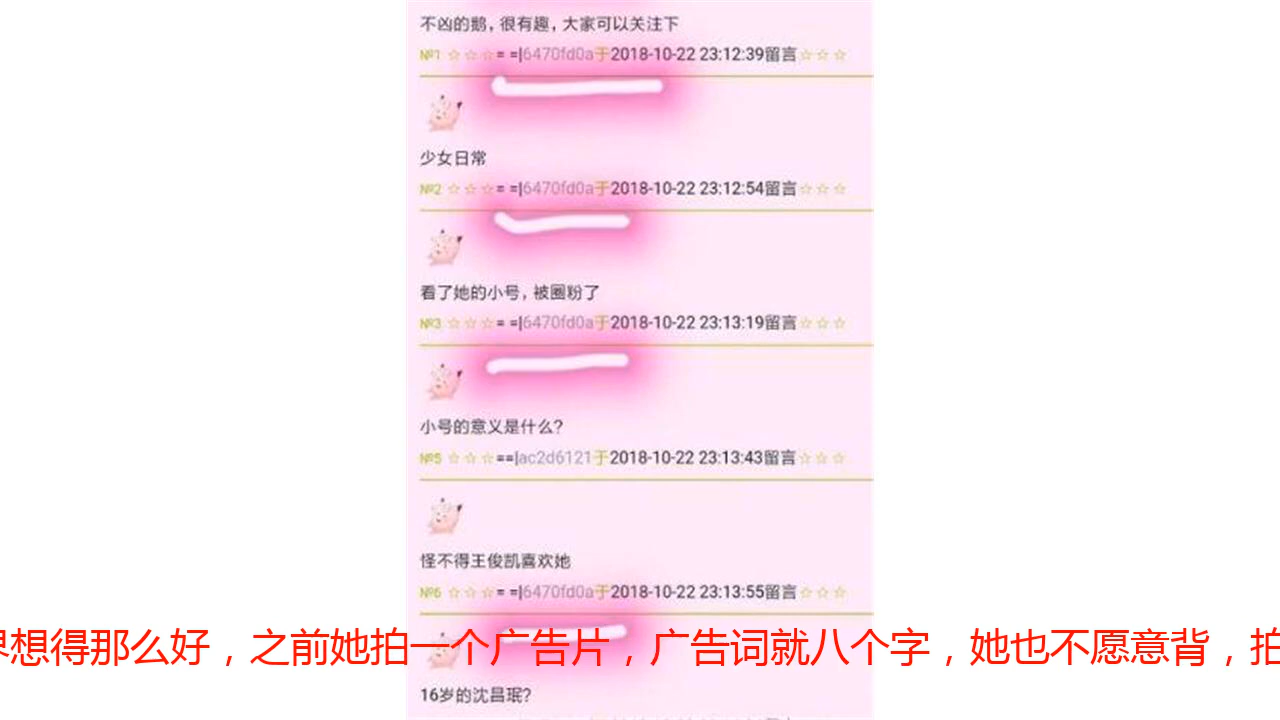 不凶的鹅，很有趣，大家可以关注下
№1 ☆☆☆= =|6470fd0a于2018-10-22 23:12:39留言☆☆☆
少女日常
№2 ☆☆☆= =|6470fd0a于2018-10-22 23:12:54留言☆☆☆
看了她的小号，被圈粉了
№3 ☆☆☆= =|6470fd0a于2018-10-22 23:13:19留言☆☆☆
小号的意义是什么？
№5 ☆☆☆==|ac2d6121于2018-10-22 23:13:43留言☆☆☆
怪不得王俊凯喜欢她
№6 ☆☆☆= =|6470fd0a于2018-10-22 23:13:55留言☆☆☆
界想得那么好，之前她拍一个广告片，广告词就八个字，她也不愿意背，拍
16岁的沈昌珉？